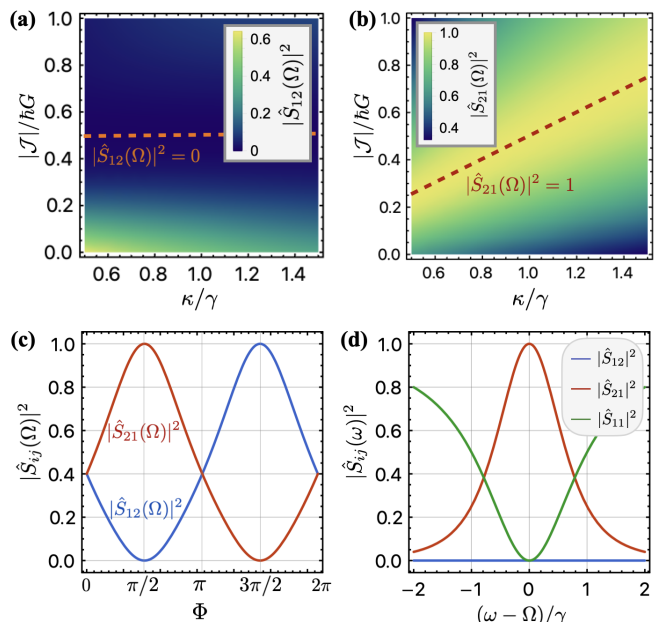 (a)
|𝒥|/ħG
1.0
0.8
0.6
0.4
0.2
0.0
0.6
0.4
0.2
0
|Ŝ₁₂(Ω)|²
|Ŝ₁₂(Ω)|² = 0
0.6 0.8 1.0 1.2 1.4
κ/γ
(b)
|𝒥|/ħG
1.0
0.8
0.6
0.4
0.2
0.0
1.0
0.8
0.6
0.4
|Ŝ₂₁(Ω)|²
|Ŝ₂₁(Ω)|² = 1
0.6 0.8 1.0 1.2 1.4
κ/γ
(c)
|Ŝᵢⱼ(Ω)|²
1.0
0.8
0.6
0.4
0.2
0.0
|Ŝ₂₁(Ω)|²
|Ŝ₁₂(Ω)|²
0 π/2 π 3π/2 2π
Φ
(d)
|Ŝᵢⱼ(ω)|²
1.0
0.8
0.6
0.4
0.2
0.0
|Ŝ₁₂|²
|Ŝ₂₁|²
|Ŝ₁₁|²
−2 −1 0 1 2
(ω − Ω)/γ